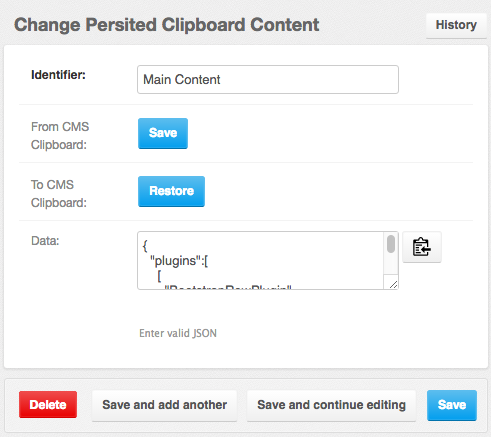 Change Persited Clipboard Content
History
Identifier:
Main Content
From CMS
Clipboard:
Save
To CMS
Clipboard:
Restore
Data:
{
"plugins":[
[
"BootstrapRowPlugin"
Enter valid JSON
Delete
Save and add another
Save and continue editing
Save